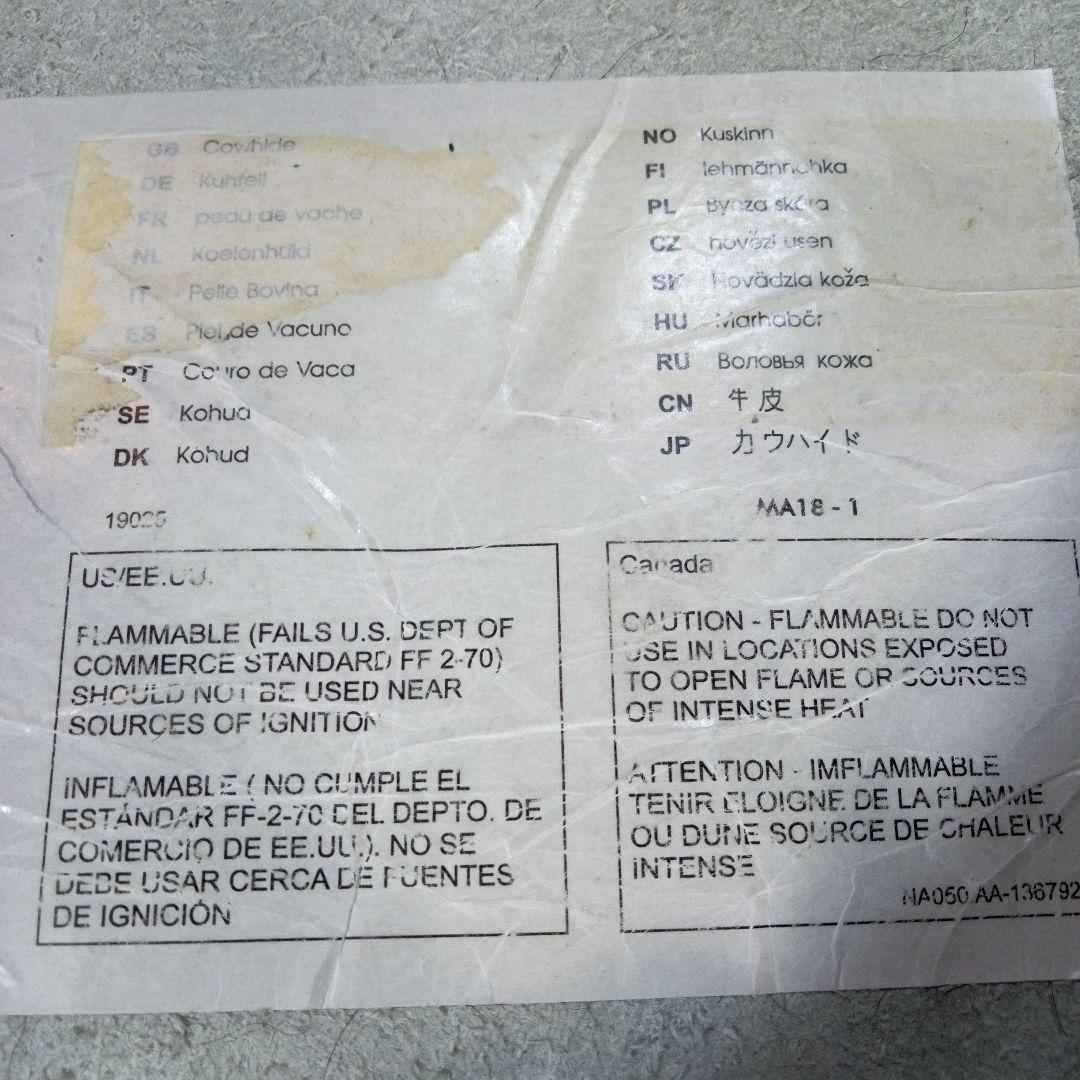 GB Cowhide
DE Kuhfell
FR peau de vache
NL Koeienhuid
IT Pelle Bovina
ES Piel de Vacuno
PT Couro de Vaca
SE Kohud
DK Kohud
19025
NO Kuskinn
FI lehmännuhka
PL Bycza skóra
CZ hovězí usen
SK Hovädzia koža
HU Marhabőr
RU Воловья кожа
CN 牛皮
JP カウハイド
MA18 - 1
US/EE.UU.
FLAMMABLE (FAILS U.S. DEPT OF
COMMERCE STANDARD FF 2-70)
SHOULD NOT BE USED NEAR
SOURCES OF IGNITION
INFLAMABLE ( NO CUMPLE EL
ESTÁNDAR FF-2-70 DEL DEPTO. DE
COMERCIO DE EE.UU.). NO SE
DEBE USAR CERCA DE FUENTES
DE IGNICIÓN
Canada
CAUTION - FLAMMABLE DO NOT
USE IN LOCATIONS EXPOSED
TO OPEN FLAME OR SOURCES
OF INTENSE HEAT
ATTENTION - IMFLAMMABLE
TENIR ELOIGNE DE LA FLAMME
OU DUNE SOURCE DE CHALEUR
INTENSE
NA050 AA-136792